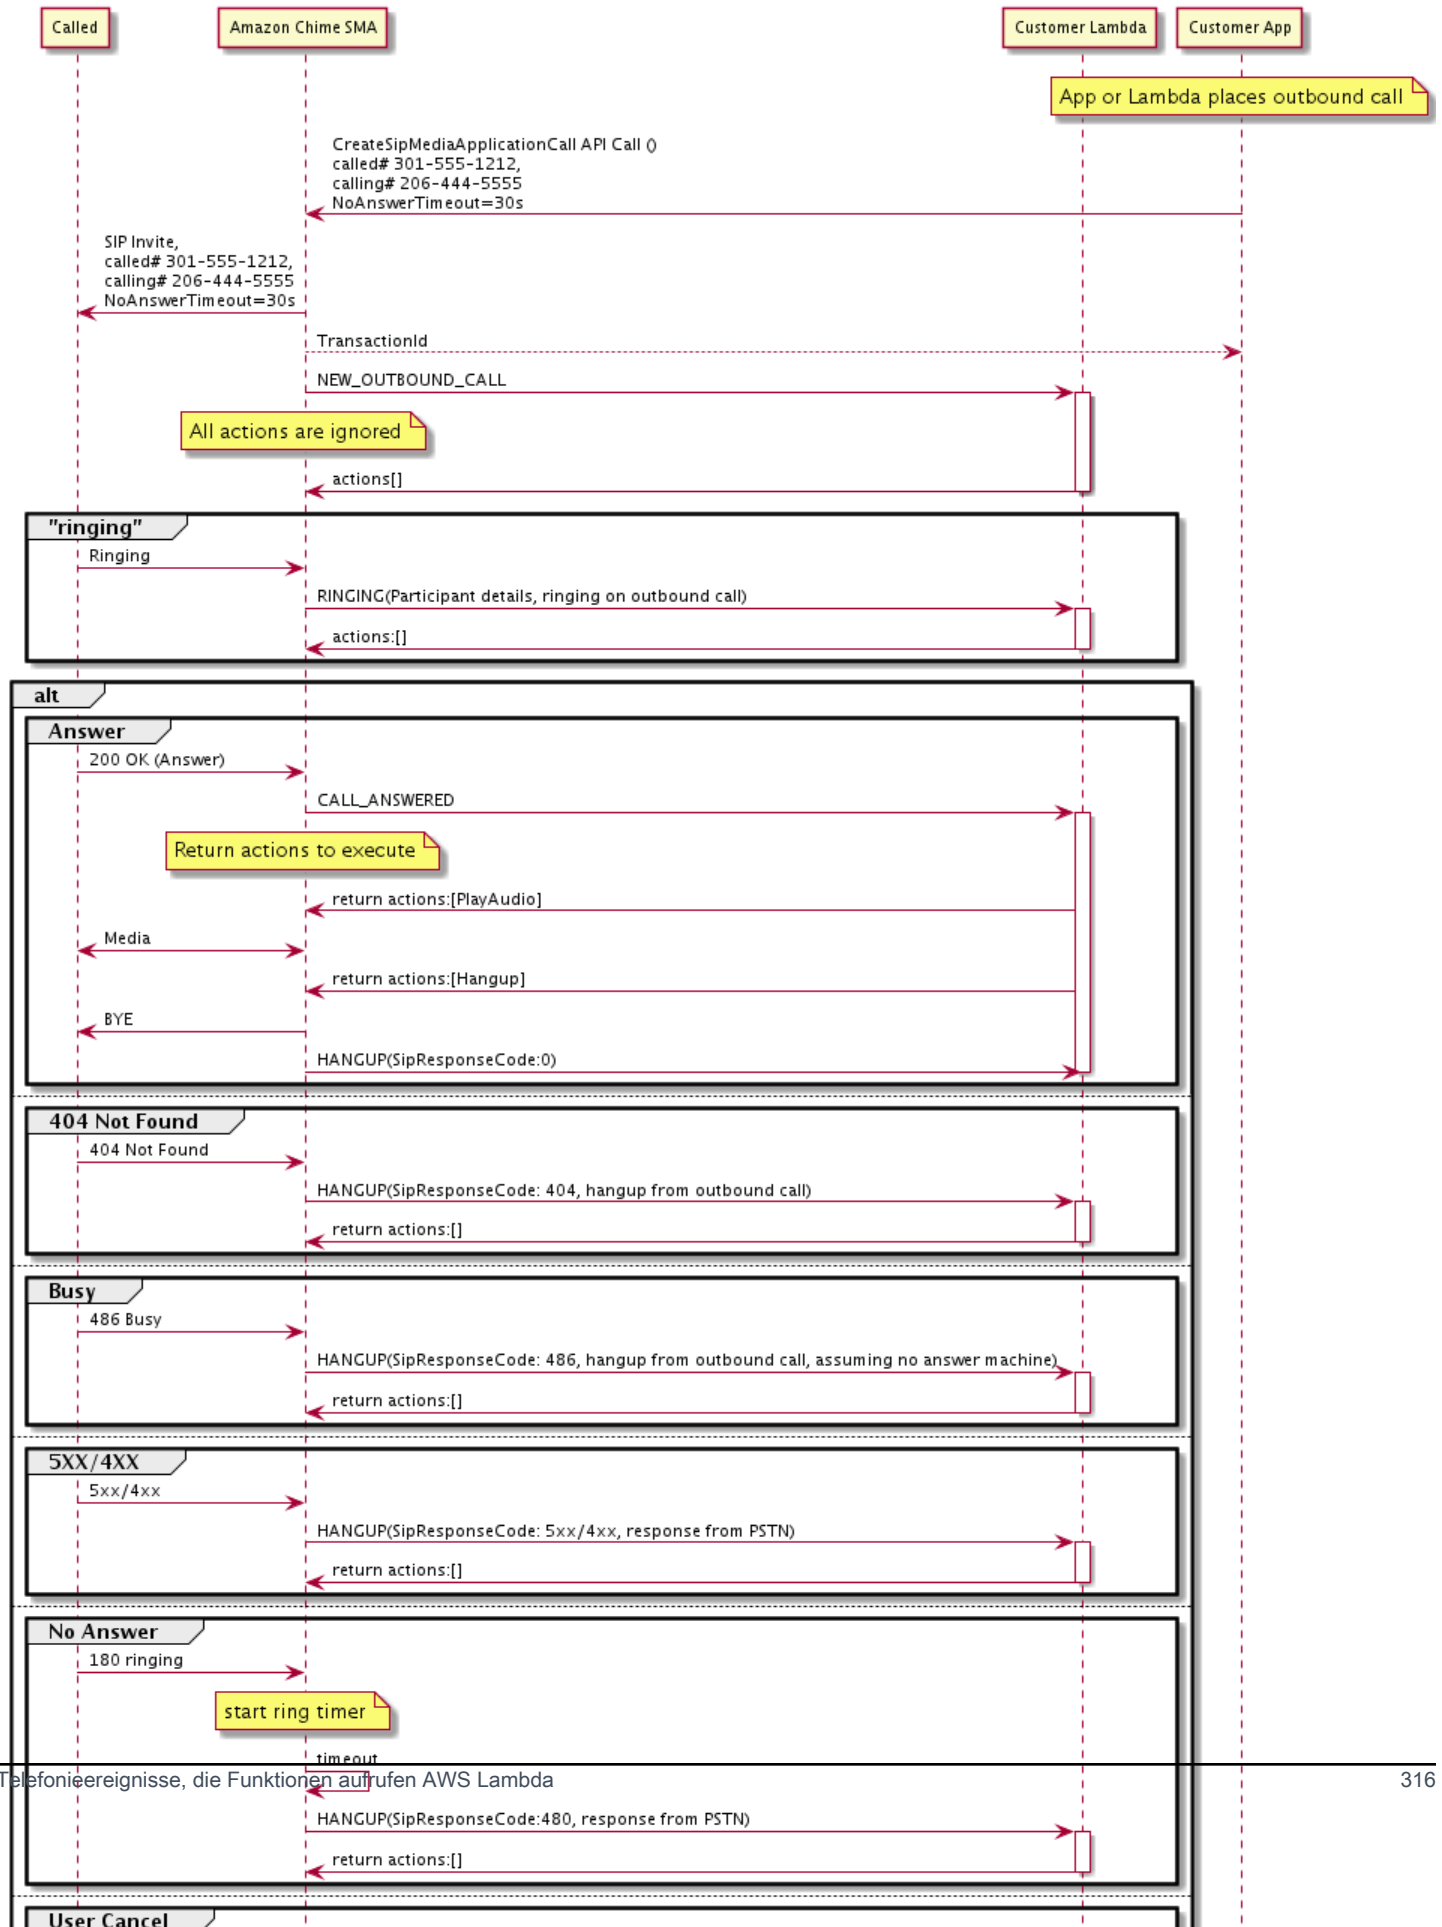 Called
Amazon Chime SMA
Customer Lambda
Customer App
App or Lambda places outbound call
CreateSipMediaApplicationCall API Call ()
called# 301-555-1212,
calling# 206-444-5555
NoAnswerTimeout=30s
SIP Invite,
called# 301-555-1212,
calling# 206-444-5555
NoAnswerTimeout=30s
TransactionId
NEW_OUTBOUND_CALL
All actions are ignored
actions[]
"ringing"
Ringing
RINGING(Participant details, ringing on outbound call)
actions:[]
alt
Answer
200 OK (Answer)
CALL_ANSWERED
Return actions to execute
return actions:[PlayAudio]
Media
return actions:[Hangup]
BYE
HANGUP(SipResponseCode:0)
404 Not Found
404 Not Found
HANGUP(SipResponseCode: 404, hangup from outbound call)
return actions:[]
Busy
486 Busy
HANGUP(SipResponseCode: 486, hangup from outbound call, assuming no answer machine)
return actions:[]
5XX/4XX
5xx/4xx
HANGUP(SipResponseCode: 5xx/4xx, response from PSTN)
return actions:[]
No Answer
180 ringing
start ring timer
timeout
Telefonieereignisse, die Funktionen aufrufen AWS Lambda 316
HANGUP(SipResponseCode:480, response from PSTN)
return actions:[]
User Cancel